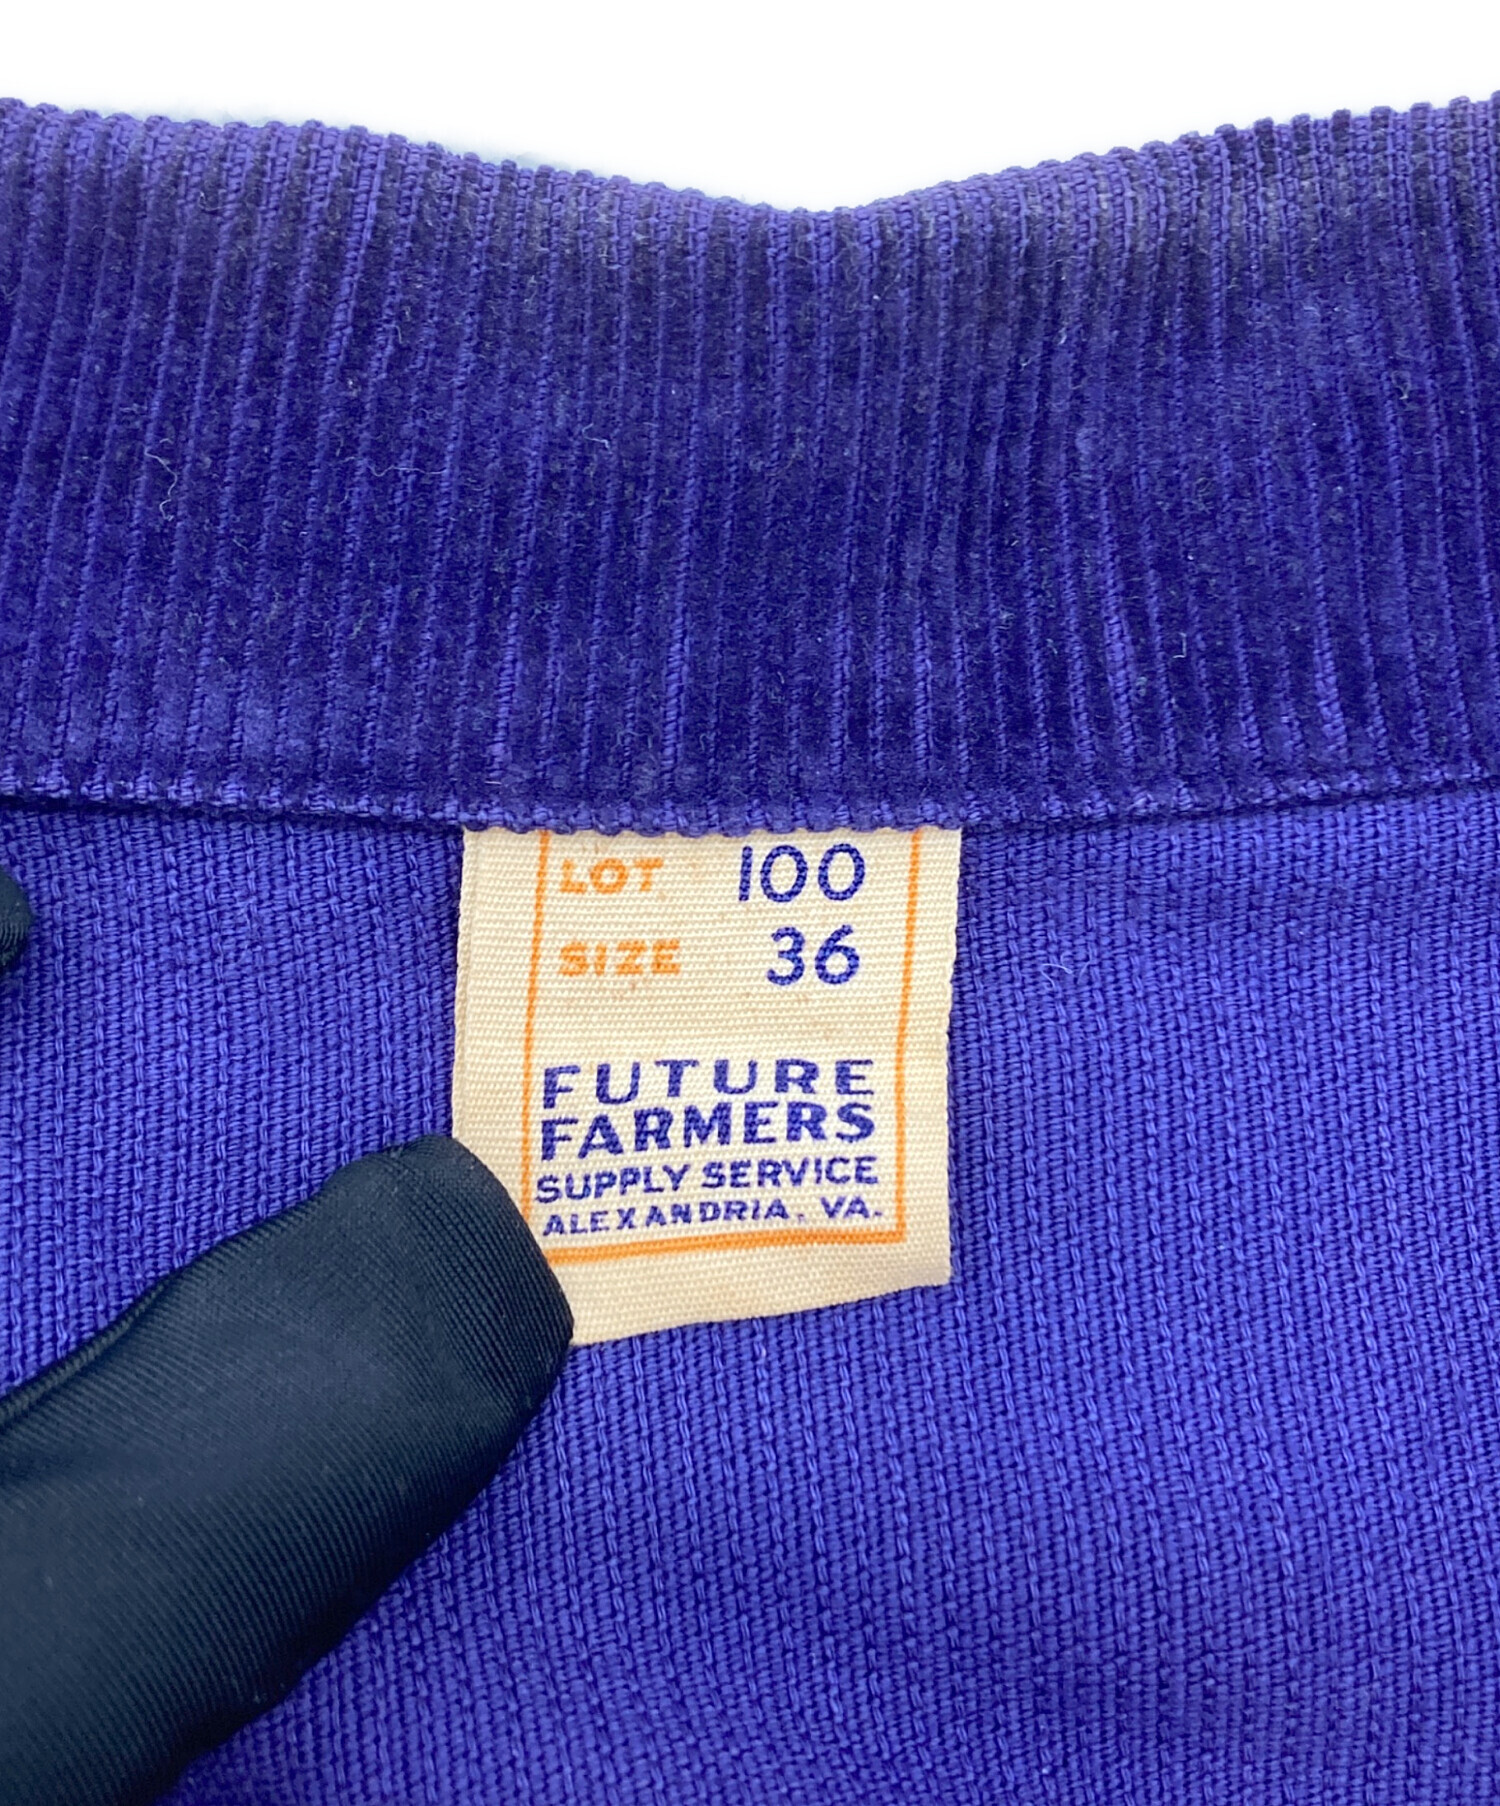 LOT 100
SIZE 36
FUTURE
FARMERS
SUPPLY SERVICE
ALEXANDRIA, VA.